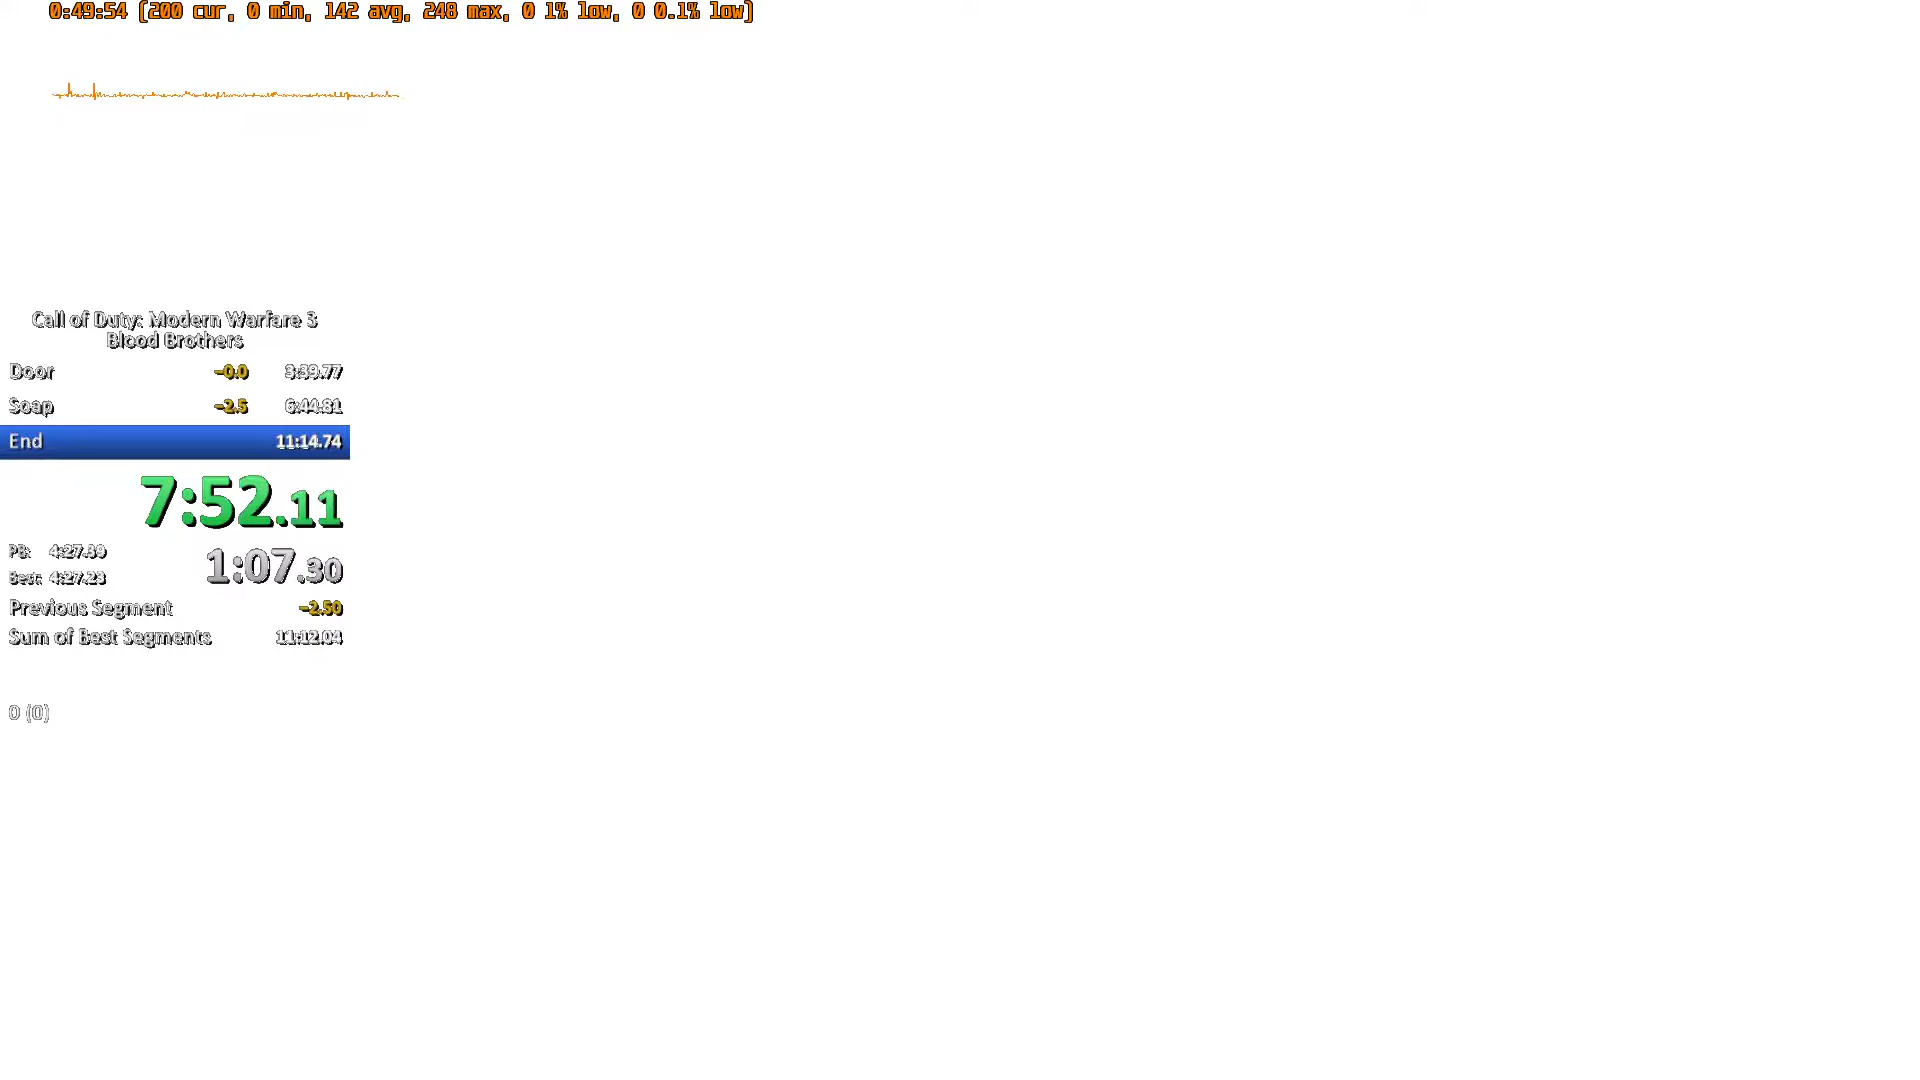 0:49:54 (200 cur, 0 min, 142 avg, 248 max, 0 1% low, 0 0.1% low)
Call of Duty: Modern Warfare 3
Blood Brothers
Door -0.0 3:39.77
Soap -2.5 6:44.81
End 11:14.74
7:52.11
PB: 4:27.39
1:07.30
Best: 4:27.23
Previous Segment -2.50
Sum of Best Segments 11:12.04
0 (0)